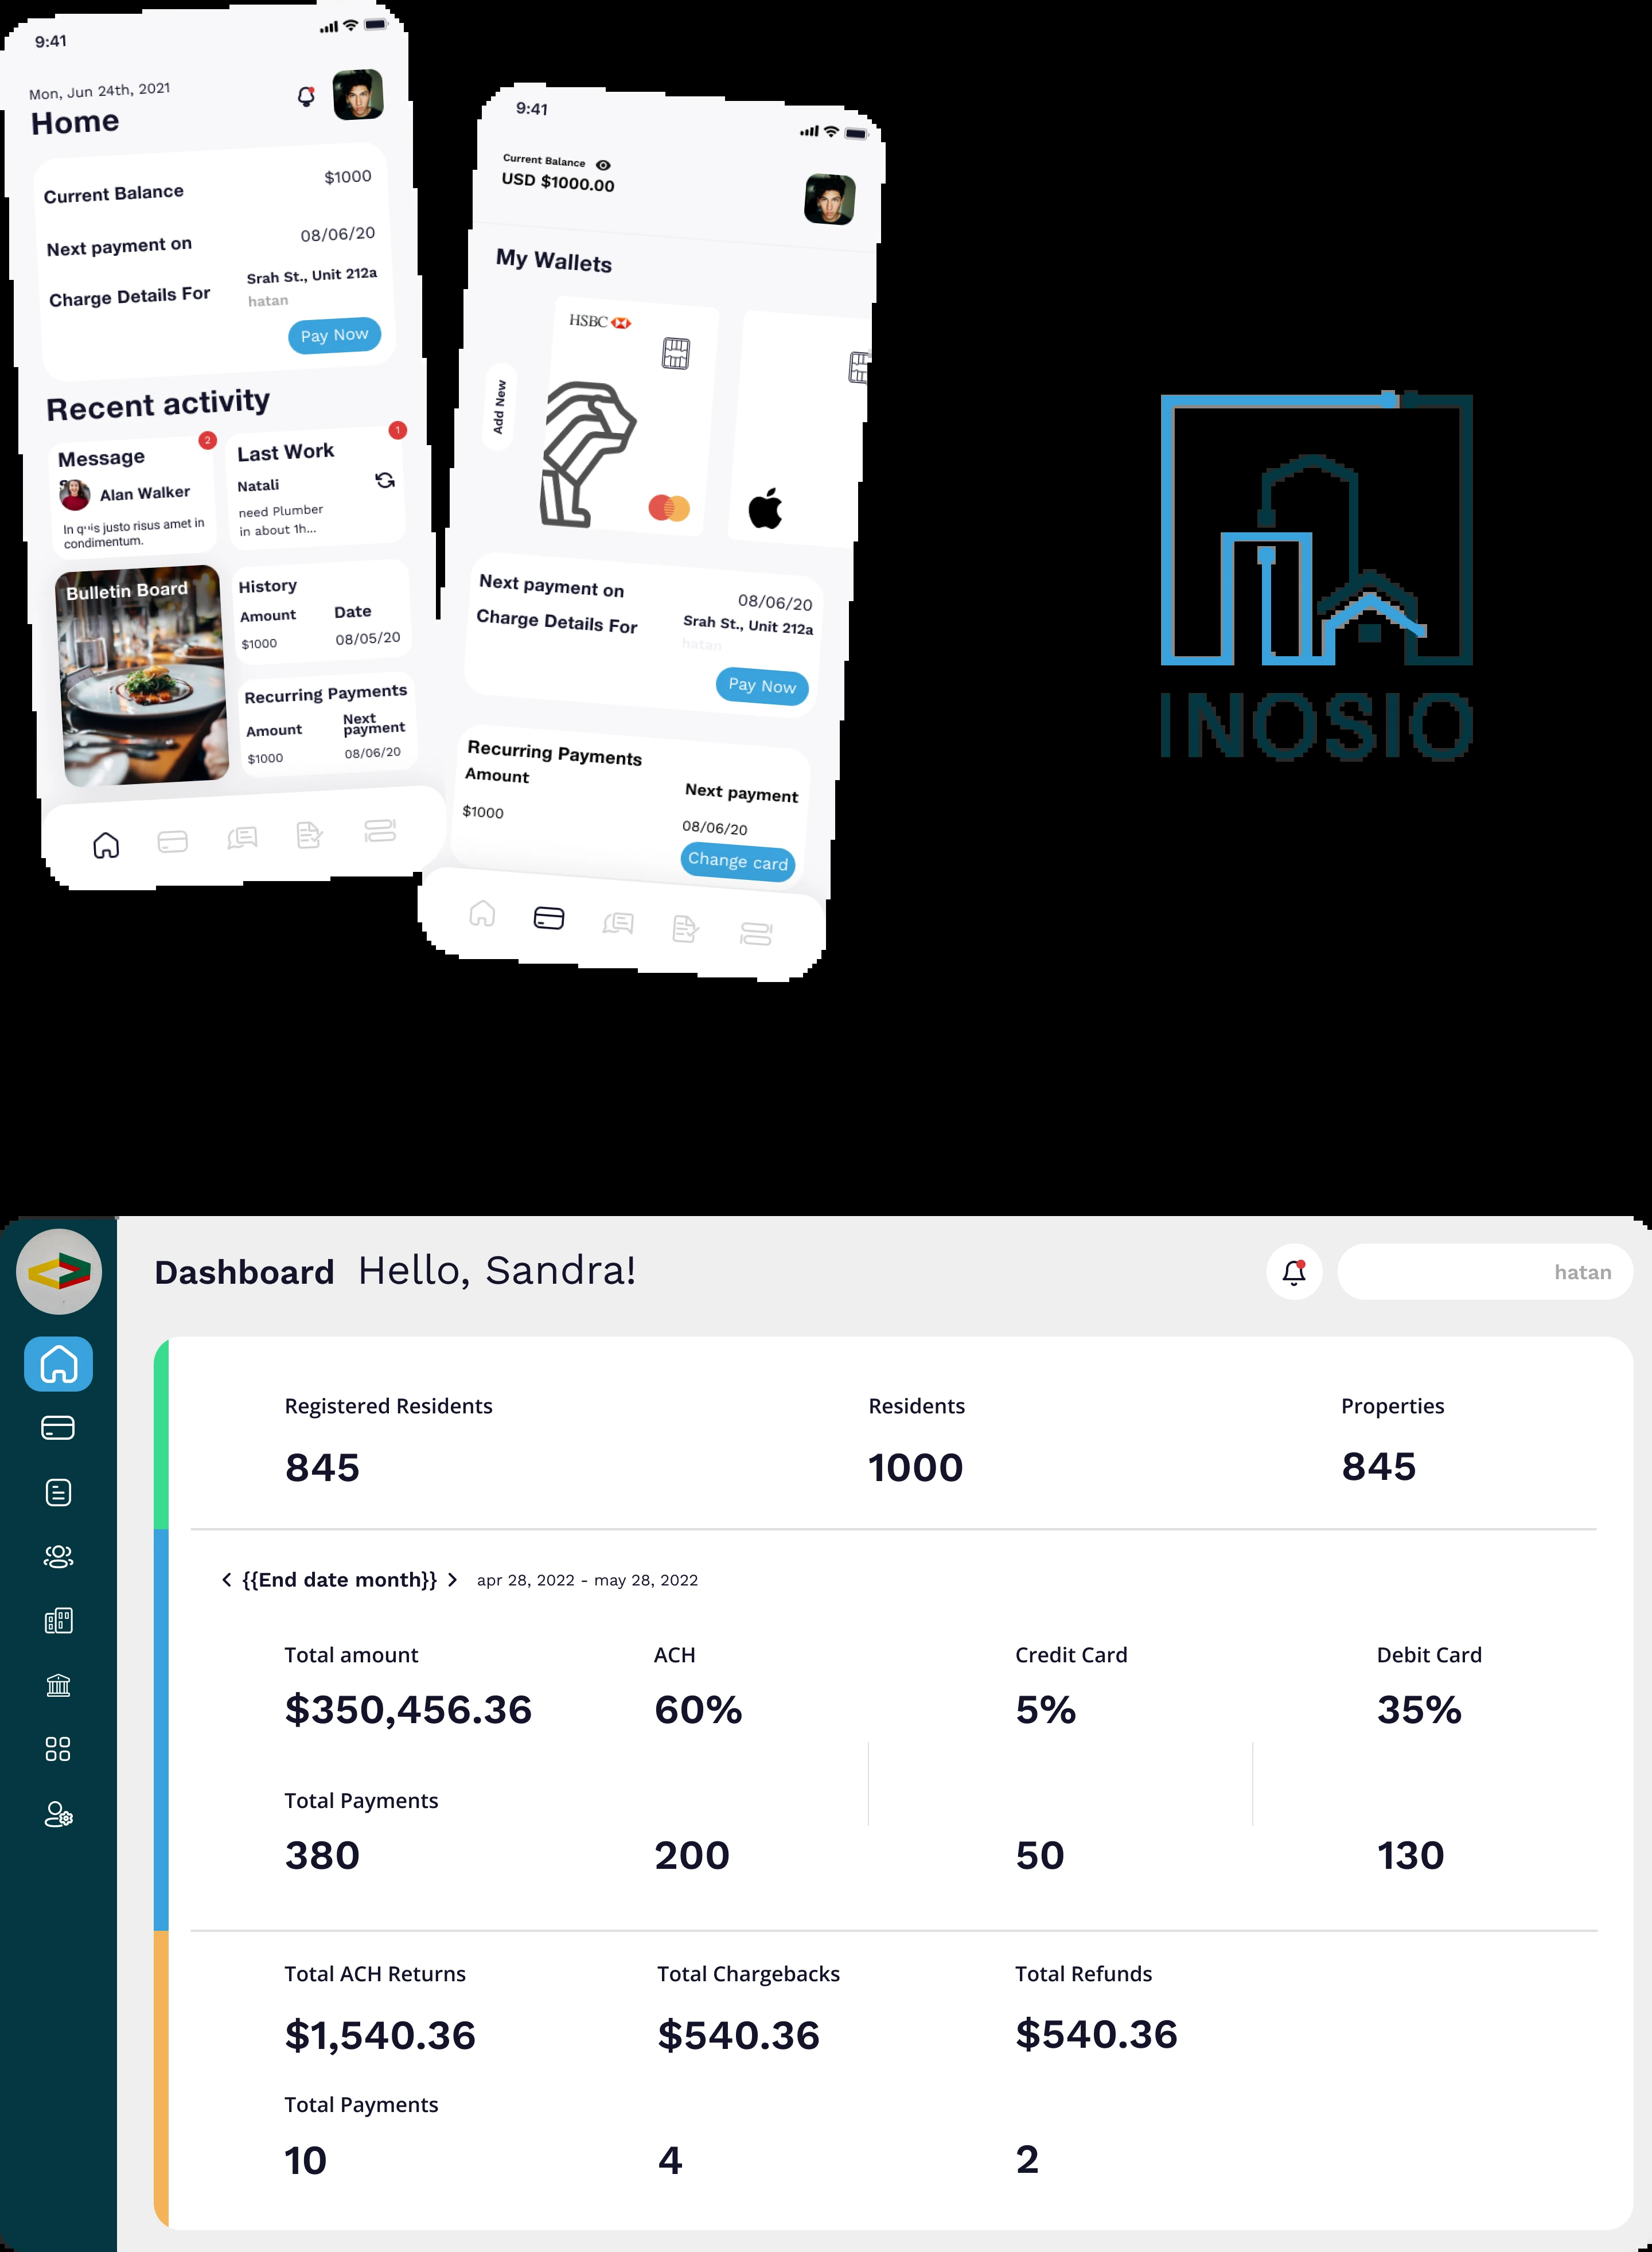 9:41
Mon, Jun 24th, 2021
Home
Current Balance $1000
Next payment on 08/06/20
Charge Details For Srah St., Unit 212a
hatan
Pay Now
Recent activity
Message 2
s
Alan Walker
In quis justo risus amet in
condimentum.
Last Work 1
Natali
need Plumber
in about 1h...
Bulletin Board
History
Amount Date
$1000 08/05/20
Recurring Payments
Amount Next
payment
$1000 08/06/20
9:41
Current Balance
USD $1000.00
My Wallets
Add New
HSBC
Next payment on 08/06/20
Charge Details For Srah St., Unit 212a
hatan
Pay Now
Recurring Payments
Amount Next payment
$1000 08/06/20
Change card
INOSIO
Dashboard Hello, Sandra!
hatan
Registered Residents Residents Properties
845 1000 845
{{End date month}} apr 28, 2022 - may 28, 2022
Total amount ACH Credit Card Debit Card
$350,456.36 60% 5% 35%
Total Payments
380 200 50 130
Total ACH Returns Total Chargebacks Total Refunds
$1,540.36 $540.36 $540.36
Total Payments
10 4 2